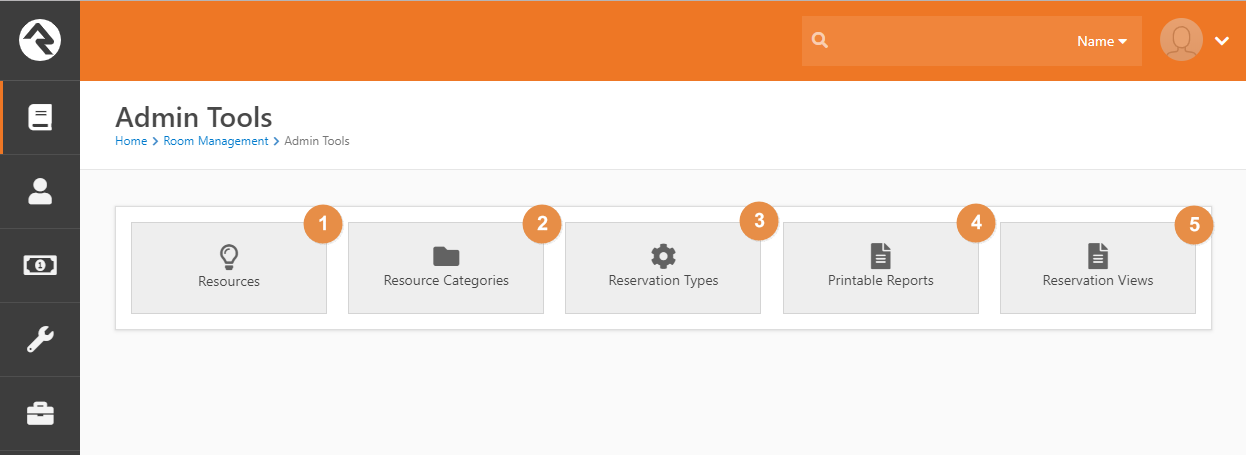 Name
Admin Tools
Home > Room Management > Admin Tools
1 2 3 4 5
Resources Resource Categories Reservation Types Printable Reports Reservation Views